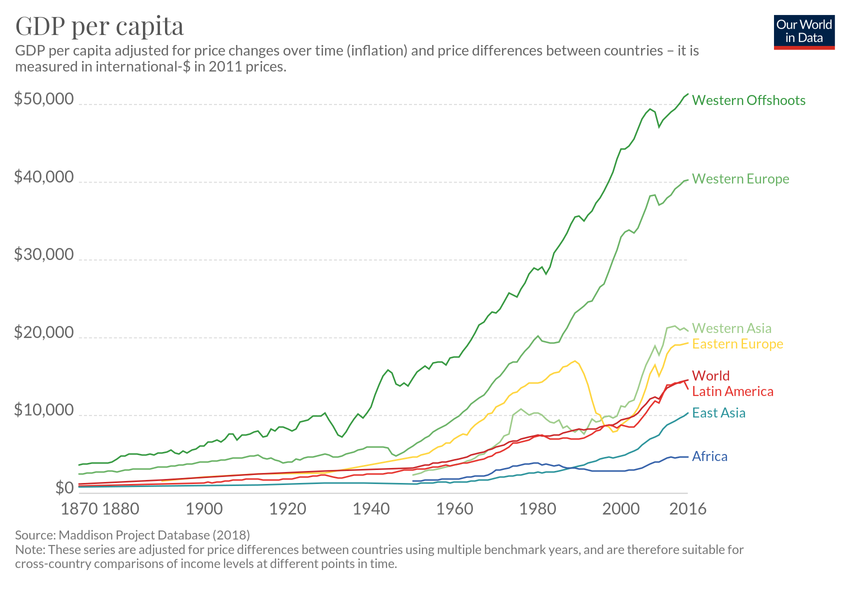 GDP per capita
Our World
in Data
GDP per capita adjusted for price changes over time (inflation) and price differences between countries – it is
measured in international-$ in 2011 prices.
$50,000
Western Offshoots
$40,000
Western Europe
$30,000
$20,000
Western Asia
Eastern Europe
World
Latin America
$10,000
East Asia
Africa
$0
1870 1880 1900 1920 1940 1960 1980 2000 2016
Source: Maddison Project Database (2018)
Note: These series are adjusted for price differences between countries using multiple benchmark years, and are therefore suitable for
cross-country comparisons of income levels at different points in time.